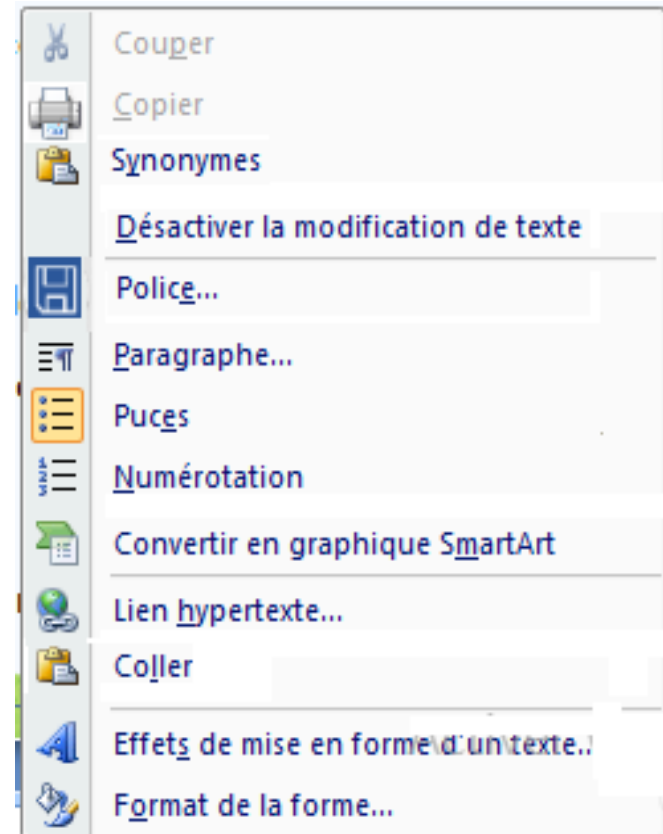 Couper
Copier
Synonymes
Désactiver la modification de texte
Police...
Paragraphe...
Puces
Numérotation
Convertir en graphique SmartArt
Lien hypertexte...
Coller
Effets de mise en forme d'un texte..
Format de la forme...